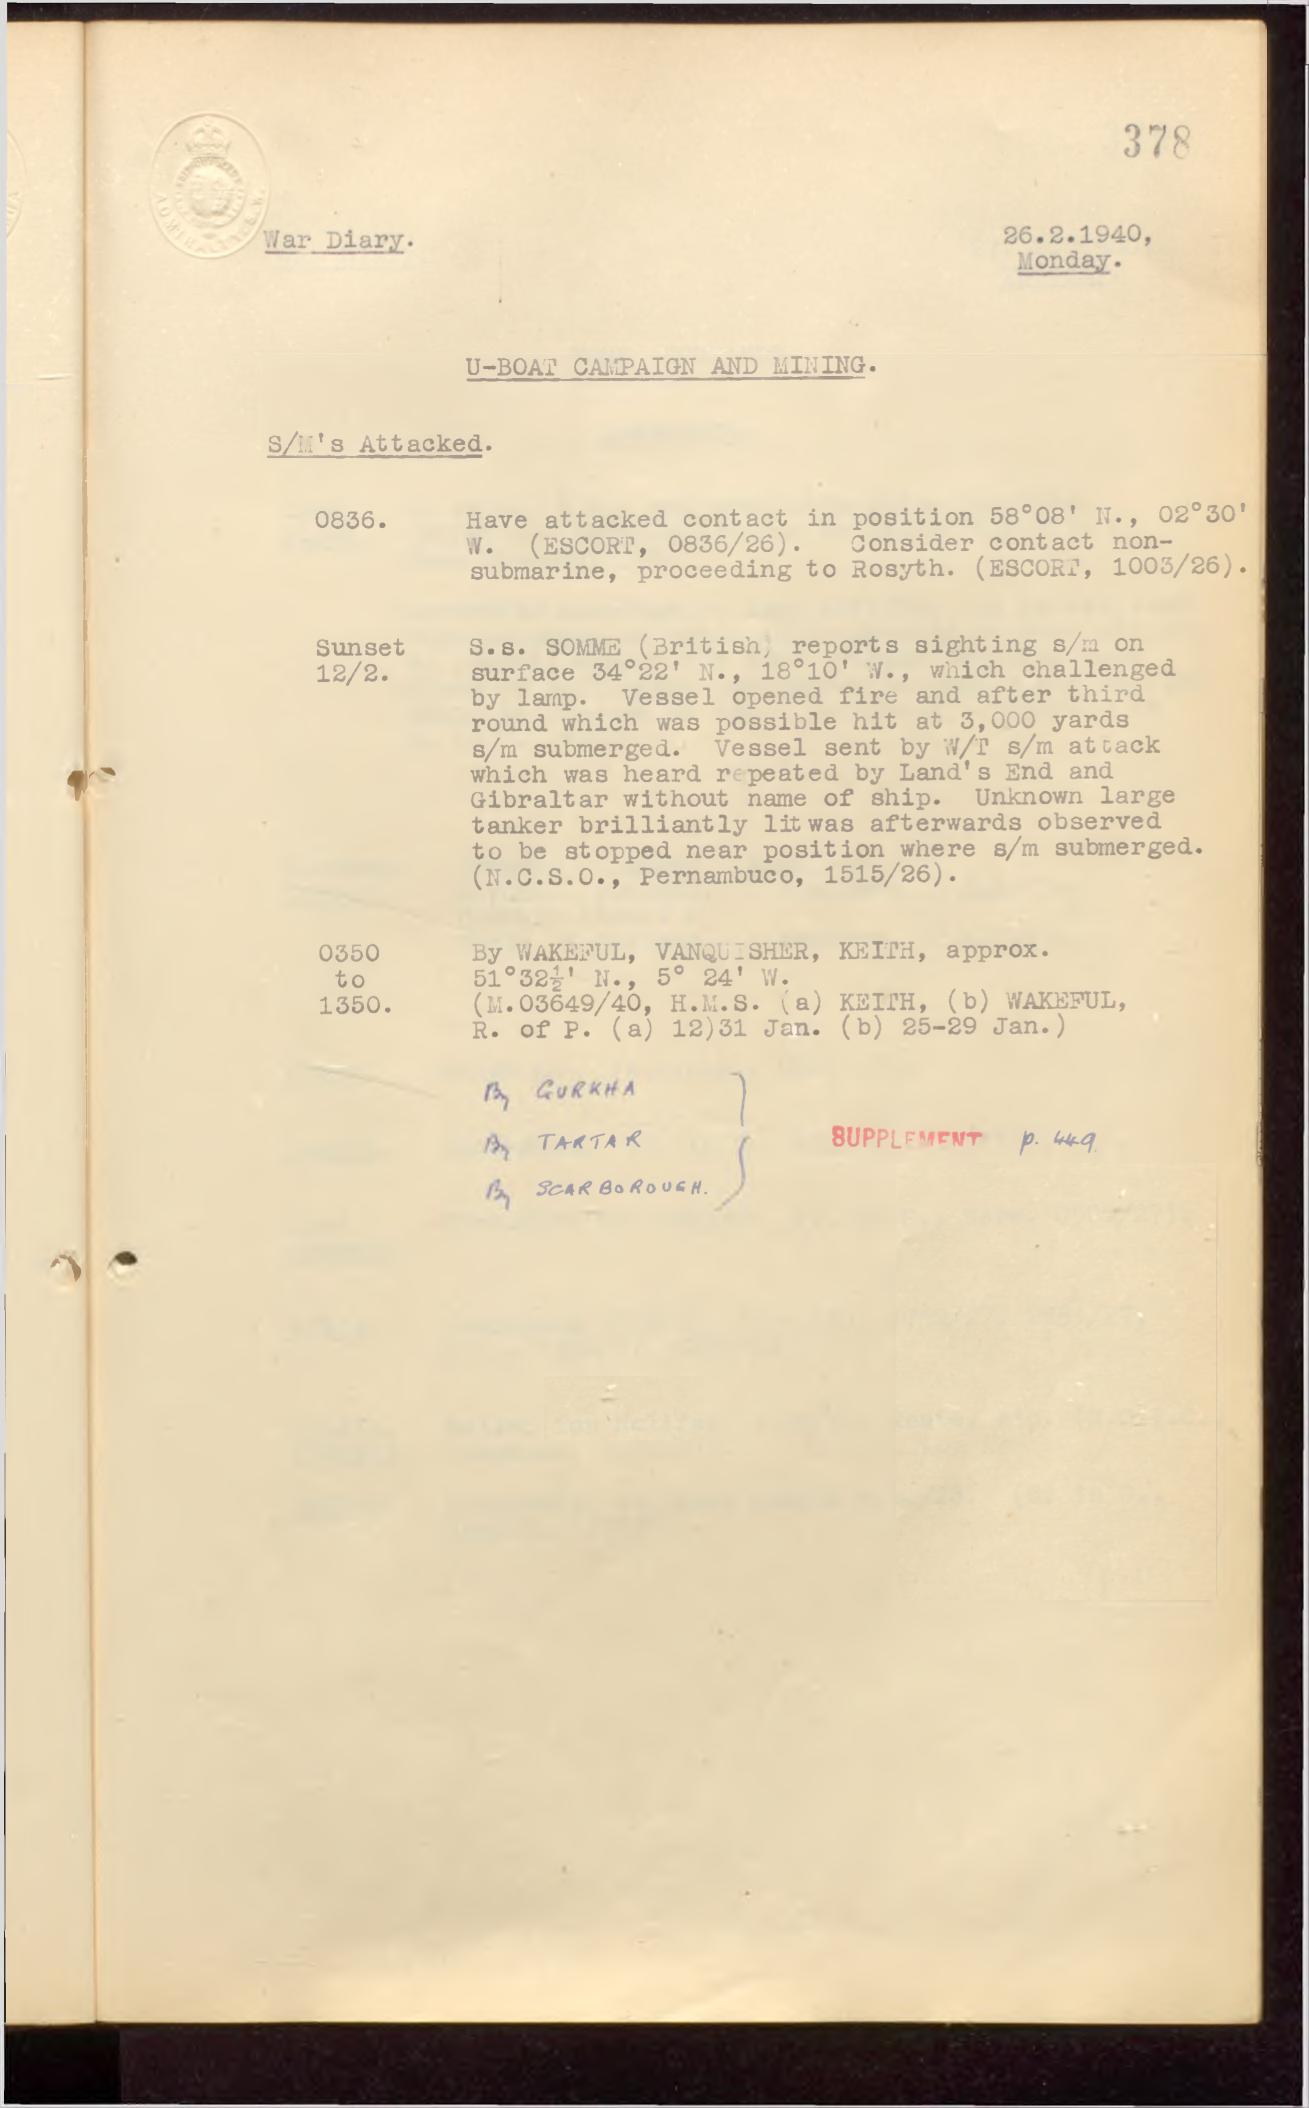 378
War Diary.
26.2.1940,
Monday.
U-BOAT CAMPAIGN AND MINING.
S/M's Attacked.
0836. Have attacked contact in position 58°08' N., 02°30'
W. (ESCORT, 0836/26). Consider contact non-
submarine, proceeding to Rosyth. (ESCORT, 1003/26).
Sunset S.s. SOMME (British) reports sighting s/m on
12/2. surface 34°22' N., 18°10' W., which challenged
by lamp. Vessel opened fire and after third
round which was possible hit at 3,000 yards
s/m submerged. Vessel sent by W/T s/m attack
which was heard repeated by Land's End and
Gibraltar without name of ship. Unknown large
tanker brilliantly lit was afterwards observed
to be stopped near position where s/m submerged.
(N.C.S.O., Pernambuco, 1515/26).
0350 By WAKEFUL, VANQUISHER, KEITH, approx.
to 51°32½' N., 5° 24' W.
1350. (M.03649/40, H.M.S. (a) KEITH, (b) WAKEFUL,
R. of P. (a) 12)31 Jan. (b) 25-29 Jan.)
By GURKHA
By TARTAR SUPPLEMENT p. 449.
By SCARBOROUGH.